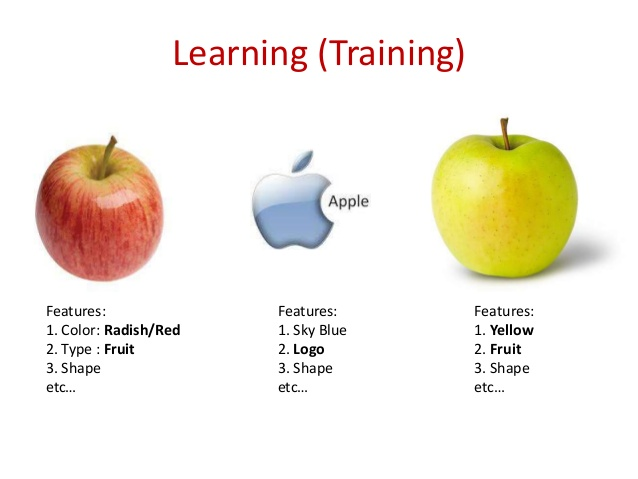 Learning (Training)
Apple
Features:
1. Color: Radish/Red
2. Type : Fruit
3. Shape
etc...
Features:
1. Sky Blue
2. Logo
3. Shape
etc...
Features:
1. Yellow
2. Fruit
3. Shape
etc...